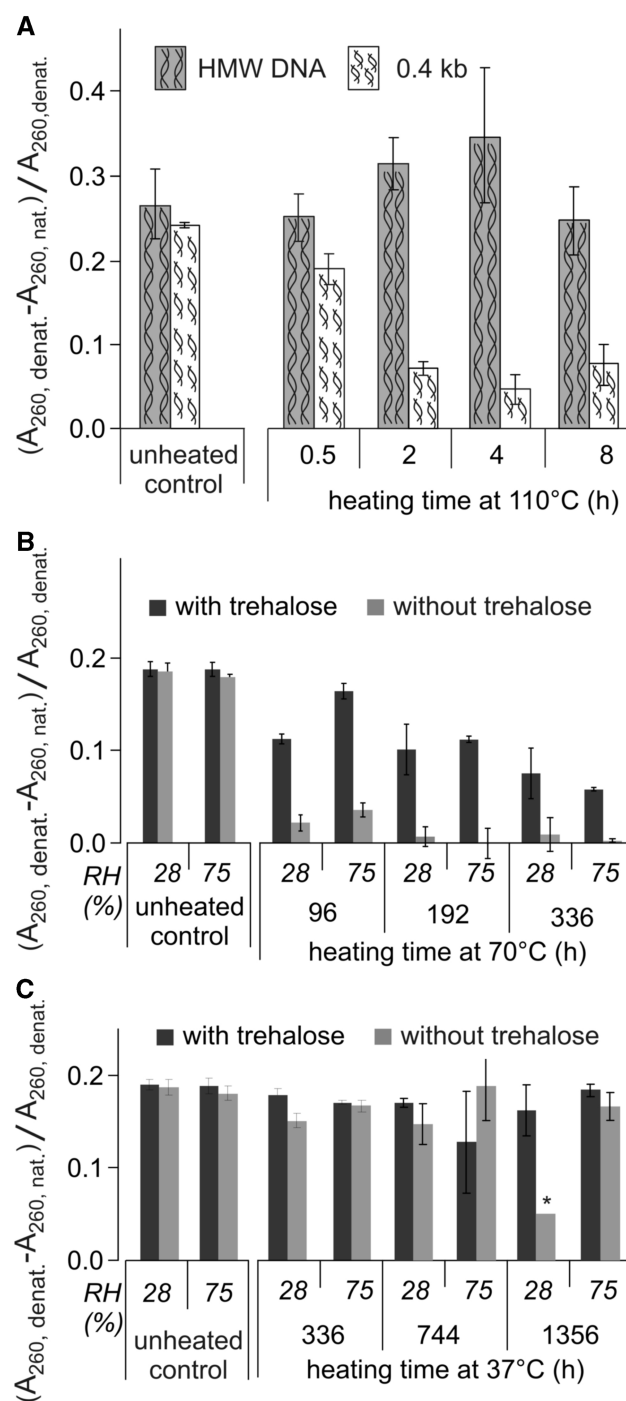 A
(A260, denat.-A260, nat.) / A260,denat.
HMW DNA 0.4 kb
0.4
0.3
0.2
0.1
0.0
unheated control
0.5 2 4 8
heating time at 110°C (h)
B
(A260, denat.-A260, nat.) / A260, denat.
with trehalose without trehalose
0.2
0.1
0.0
RH (%)
28 75 28 75 28 75 28 75
unheated control
96 192 336
heating time at 70°C (h)
C
(A260, denat.-A260, nat.) / A260, denat.
with trehalose without trehalose
0.2
0.1
*
0.0
RH (%)
28 75 28 75 28 75 28 75
unheated control
336 744 1356
heating time at 37°C (h)